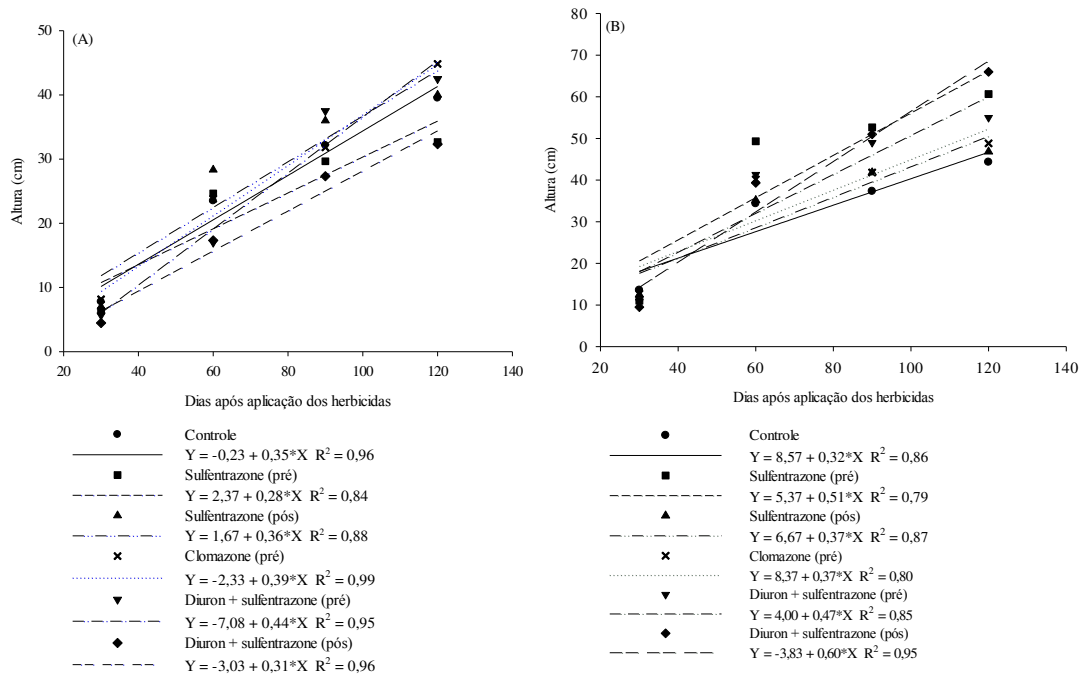 (A)
50
40
30
20
10
0
Altura (cm)
20 40 60 80 100 120 140
Dias após aplicação dos herbicidas
Controle
Y = -0,23 + 0,35*X R² = 0,96
Sulfentrazone (pré)
Y = 2,37 + 0,28*X R² = 0,84
Sulfentrazone (pós)
Y = 1,67 + 0,36*X R² = 0,88
Clomazone (pré)
Y = -2,33 + 0,39*X R² = 0,99
Diuron + sulfentrazone (pré)
Y = -7,08 + 0,44*X R² = 0,95
Diuron + sulfentrazone (pós)
Y = -3,03 + 0,31*X R² = 0,96
(B)
80
70
60
50
40
30
20
10
0
Altura (cm)
20 40 60 80 100 120 140
Dias após aplicação dos herbicidas
Controle
Y = 8,57 + 0,32*X R² = 0,86
Sulfentrazone (pré)
Y = 5,37 + 0,51*X R² = 0,79
Sulfentrazone (pós)
Y = 6,67 + 0,37*X R² = 0,87
Clomazone (pré)
Y = 8,37 + 0,37*X R² = 0,80
Diuron + sulfentrazone (pré)
Y = 4,00 + 0,47*X R² = 0,85
Diuron + sulfentrazone (pós)
Y = -3,83 + 0,60*X R² = 0,95